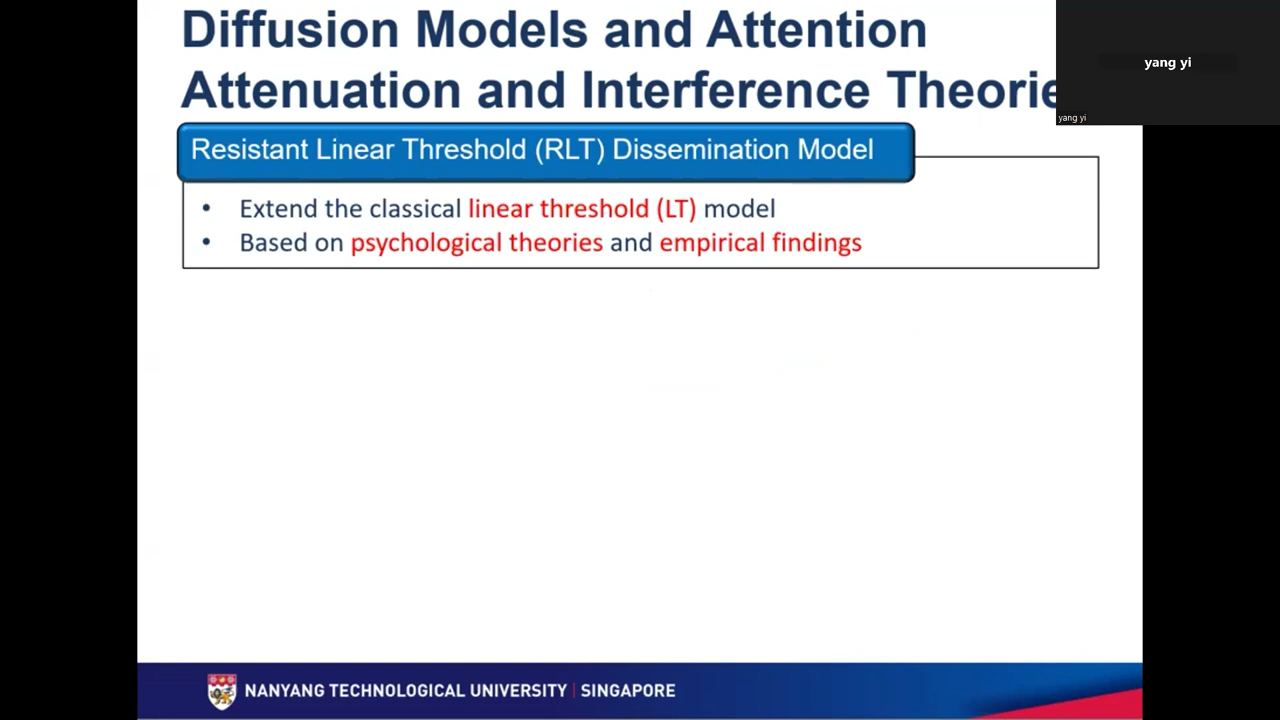 Diffusion Models and Attention
Attenuation and Interference Theorie
yang yi
yang yi
Resistant Linear Threshold (RLT) Dissemination Model
• Extend the classical linear threshold (LT) model
• Based on psychological theories and empirical findings
NANYANG TECHNOLOGICAL UNIVERSITY | SINGAPORE